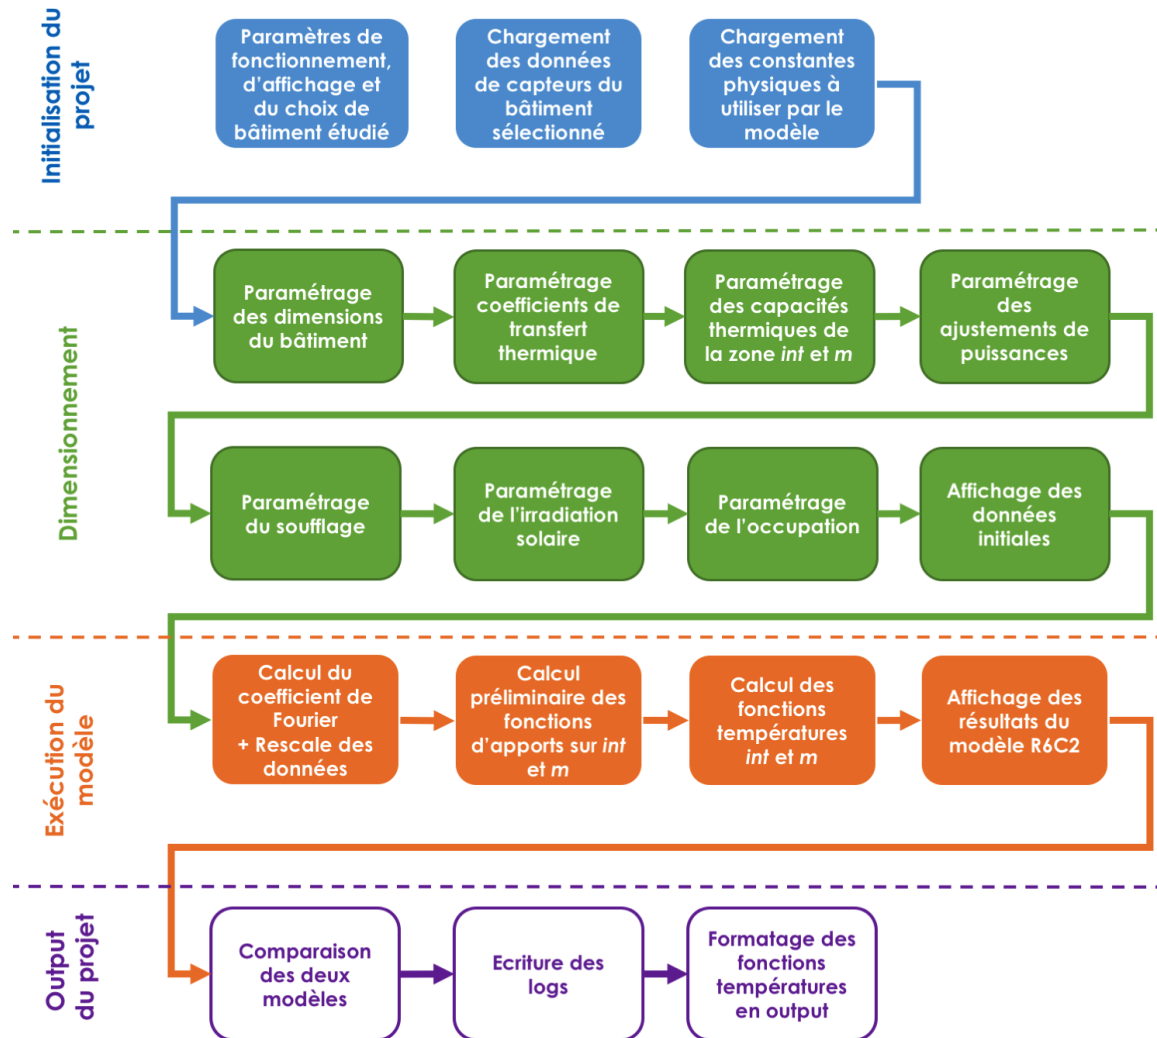 Initialisation du
projet
Paramètres de
fonctionnement,
d'affichage et
du choix de
bâtiment étudié
Chargement
des données
de capteurs du
bâtiment
sélectionné
Chargement
des constantes
physiques à
utiliser par le
modèle
Dimensionnement
Paramétrage
des dimensions
du bâtiment
Paramétrage
coefficients de
transfert
thermique
Paramétrage
des capacités
thermiques de
la zone int et m
Paramétrage
des
ajustements de
puissances
Paramétrage
du soufflage
Paramétrage
de l'irradiation
solaire
Paramétrage
de l'occupation
Affichage des
données
initiales
Exécution du
modèle
Calcul du
coefficient de
Fourier
+ Rescale des
données
Calcul
préliminaire des
fonctions
d'apports sur int
et m
Calcul des
fonctions
températures
int et m
Affichage des
résultats du
modèle R6C2
Output
du projet
Comparaison
des deux
modèles
Ecriture des
logs
Formatage des
fonctions
températures
en output